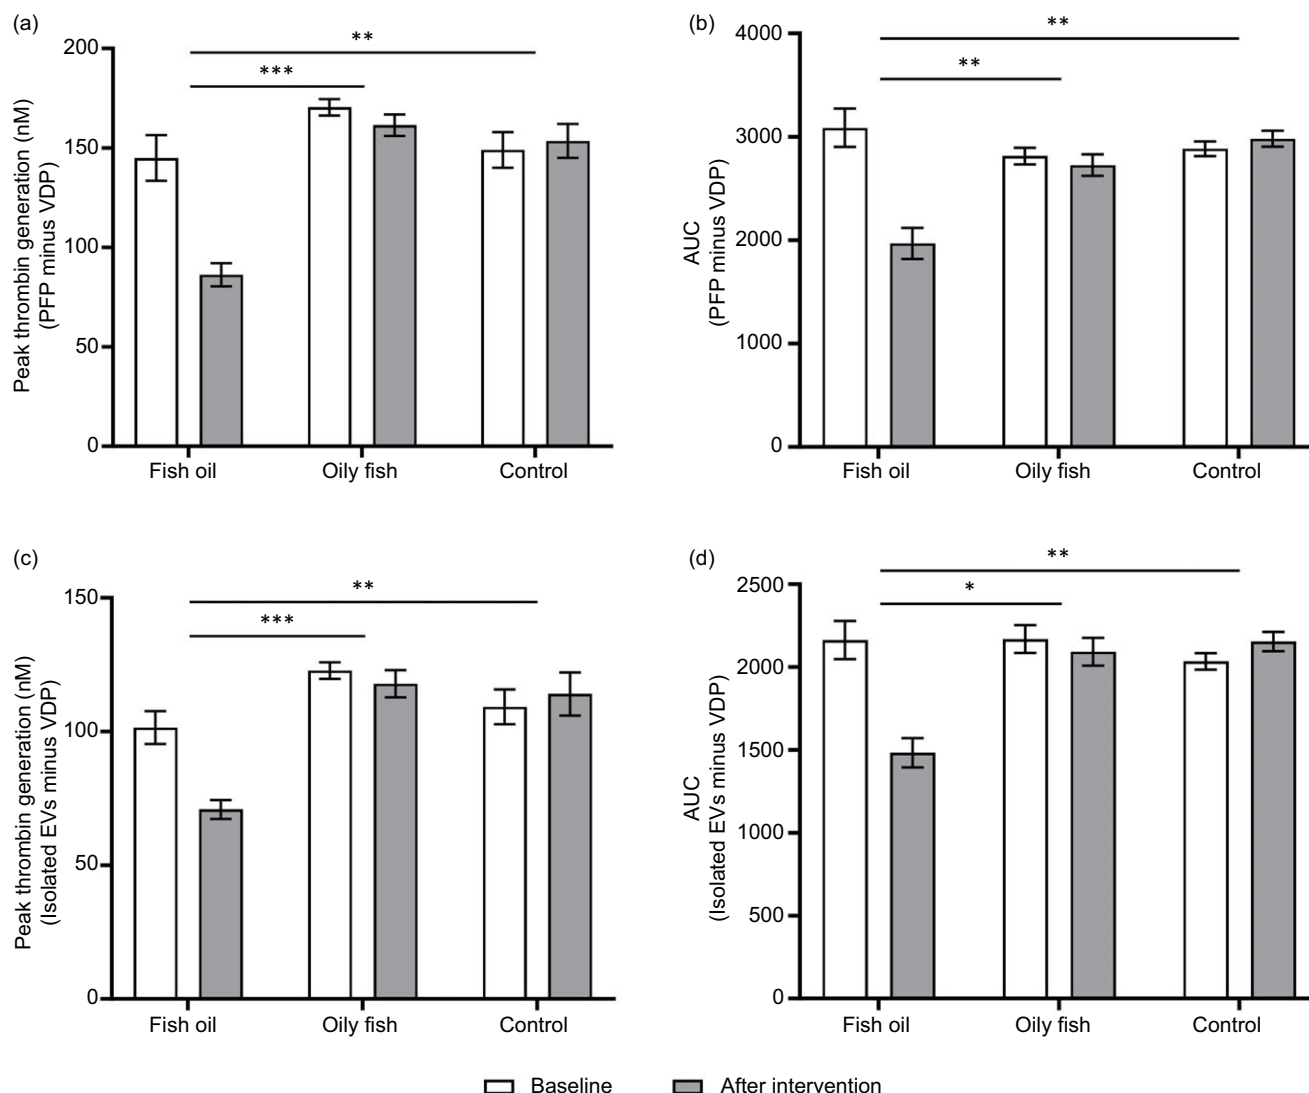 (a)
200
150
100
50
0
Peak thrombin generation (nM)
(PFP minus VDP)
**
***
Fish oil
Oily fish
Control
(b)
4000
3000
2000
1000
0
AUC
(PFP minus VDP)
**
**
Fish oil
Oily fish
Control
(c)
150
100
50
0
Peak thrombin generation (nM)
(Isolated EVs minus VDP)
**
***
Fish oil
Oily fish
Control
(d)
2500
2000
1500
1000
500
0
AUC
(Isolated EVs minus VDP)
**
*
Fish oil
Oily fish
Control
Baseline
After intervention